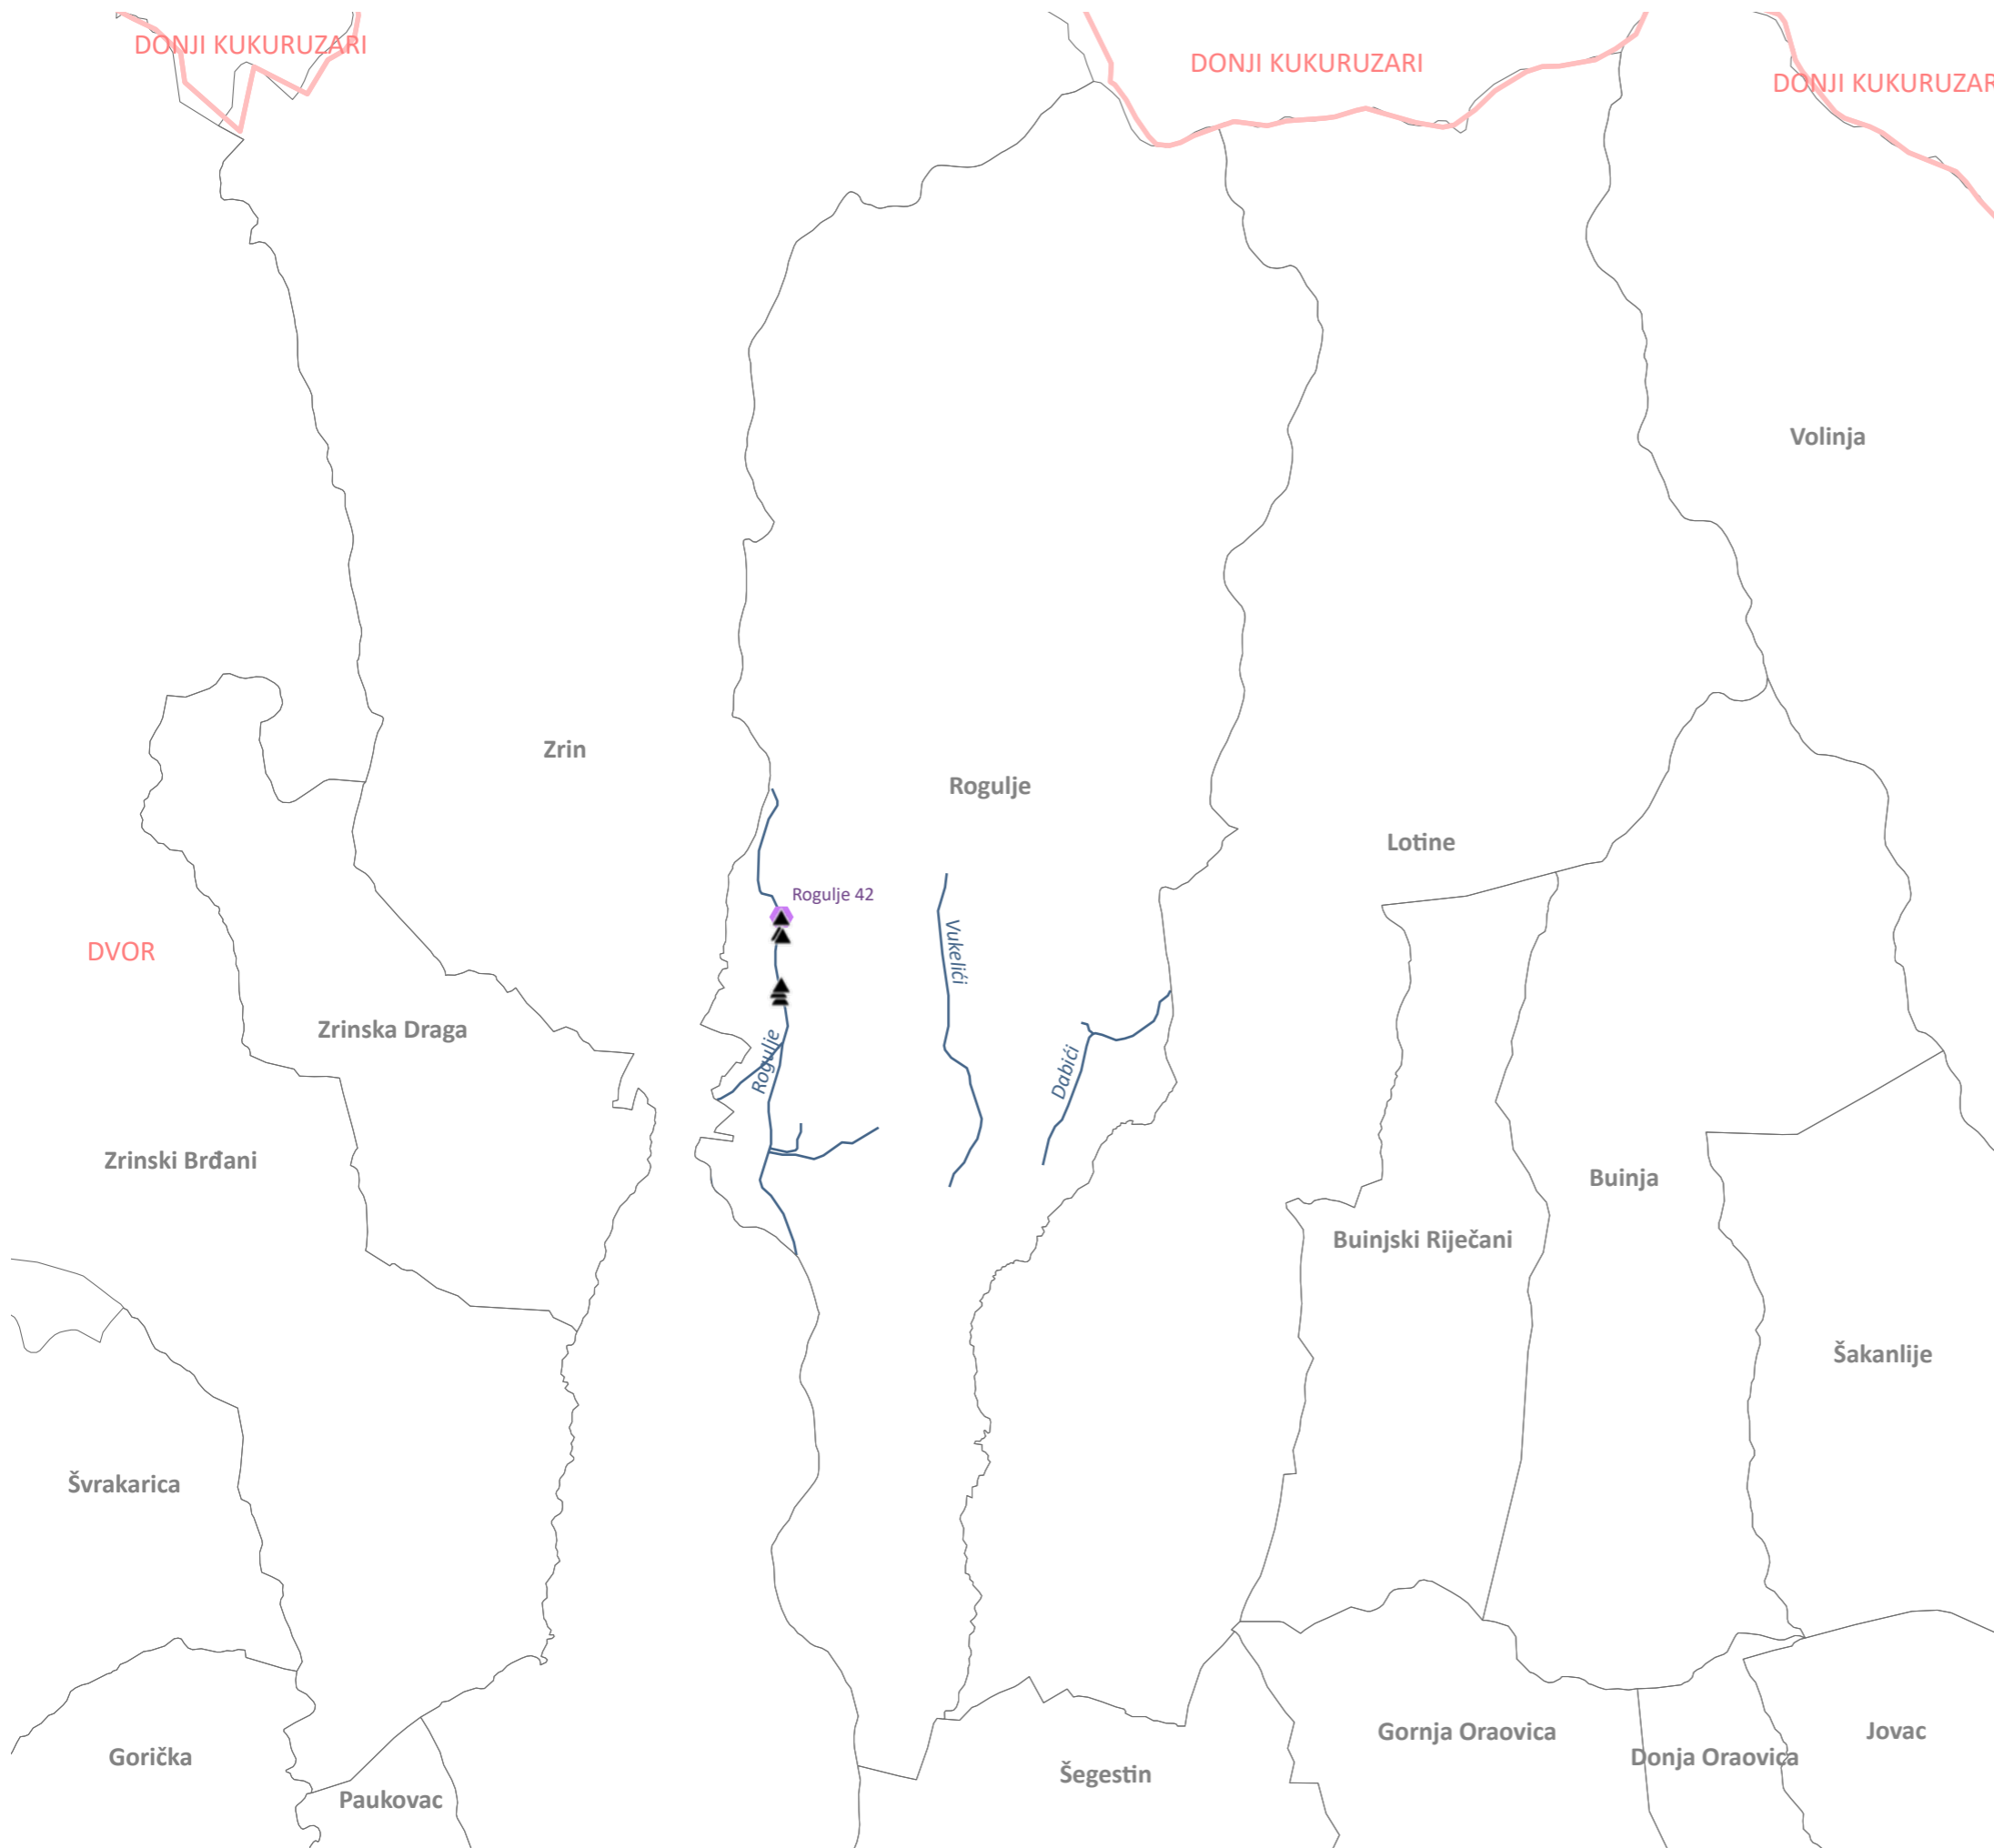 DONJI KUKURUZARI
DONJI KUKURUZARI
DONJI KUKURUZAR
Volinja
Zrin
Rogulje
Lotine
Rogulje 42
Vukelići
DVOR
Zrinska Draga
Rogulje
Dabići
Zrinski Brđani
Buinja
Buinjski Riječani
Šakanlije
Švrakarica
Gorička
Gornja Oraovica
Jovac
Donja Oraovica
Šegestin
Paukovac